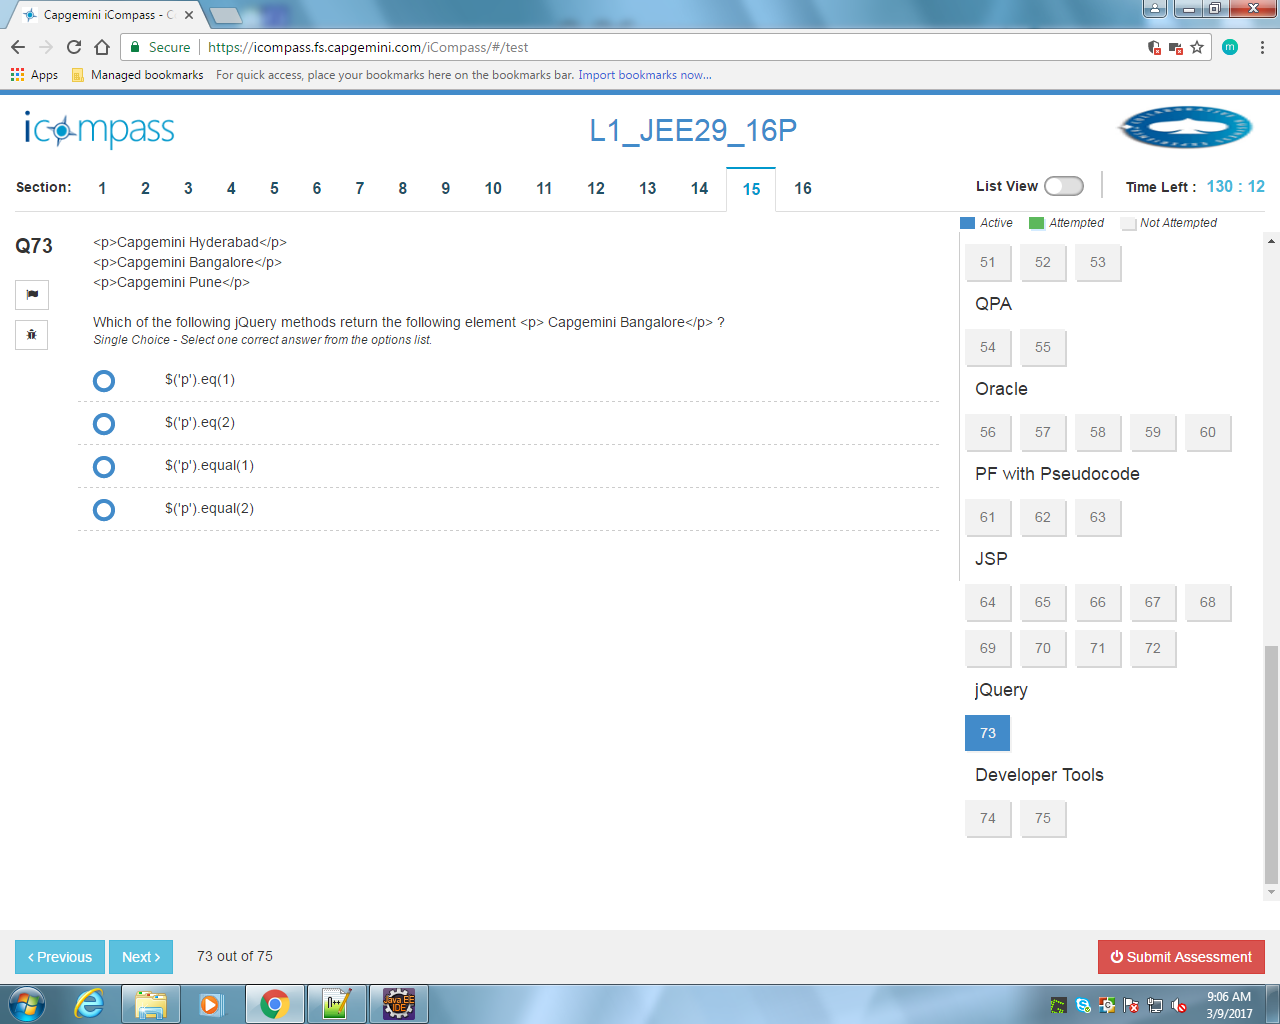 Capgemini iCompass - C
Secure https://icompass.fs.capgemini.com/iCompass/#/test
m
Apps Managed bookmarks For quick access, place your bookmarks here on the bookmarks bar. Import bookmarks now...
icompass
L1_JEE29_16P
Section: 1 2 3 4 5 6 7 8 9 10 11 12 13 14 15 16
List View Time Left : 130 : 12
Active Attempted Not Attempted
Q73
<p>Capgemini Hyderabad</p>
<p>Capgemini Bangalore</p>
<p>Capgemini Pune</p>
Which of the following jQuery methods return the following element <p> Capgemini Bangalore</p> ?
Single Choice - Select one correct answer from the options list.
$('p').eq(1)
$('p').eq(2)
$('p').equal(1)
$('p').equal(2)
51 52 53
QPA
54 55
Oracle
56 57 58 59 60
PF with Pseudocode
61 62 63
JSP
64 65 66 67 68
69 70 71 72
jQuery
73
Developer Tools
74 75
‹ Previous Next › 73 out of 75
Submit Assessment
Java EE
IDE
9:06 AM
3/9/2017